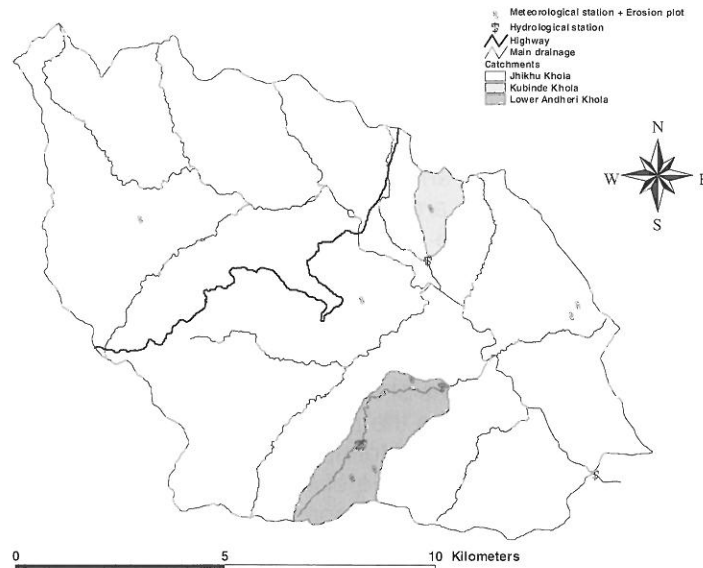 Meteorological station + Erosion plot
Hydrological station
Highway
Main drainage
Catchments
Jhikhu Khola
Kubinde Khola
Lower Andheri Khola
N
W E
S
0 5 10 Kilometers